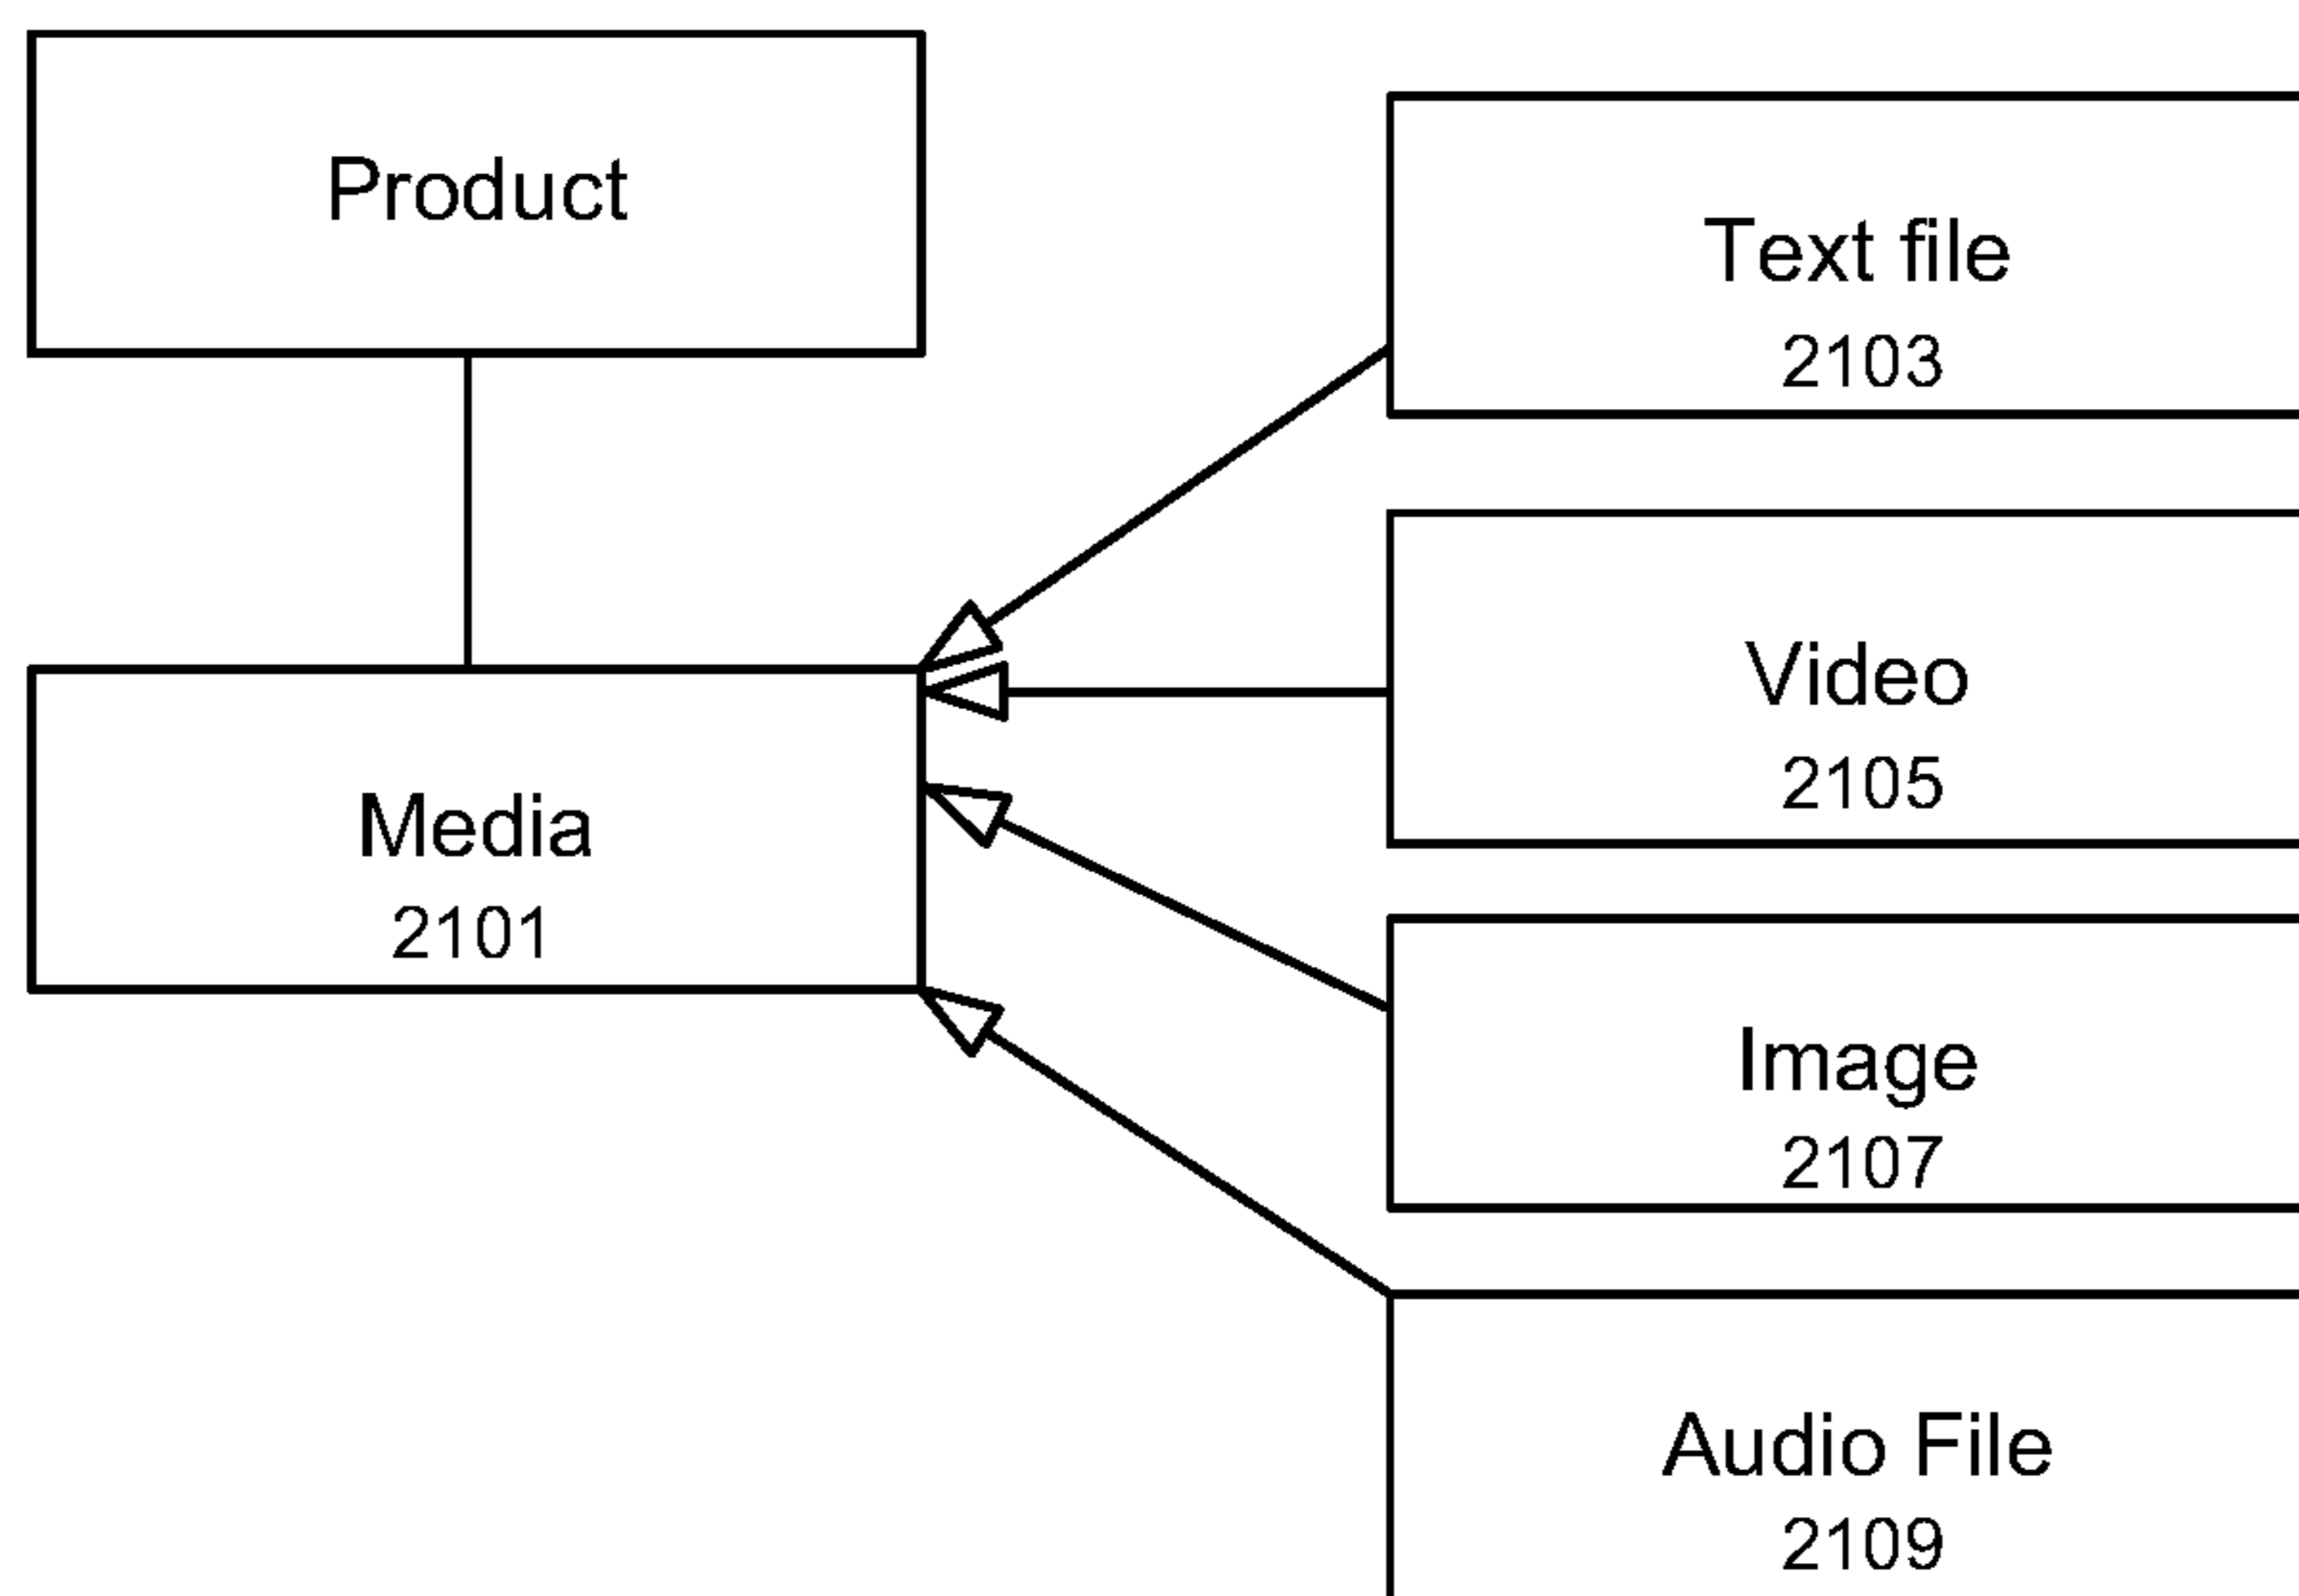 Product
Media
2101
Text file
2103
Video
2105
Image
2107
Audio File
2109